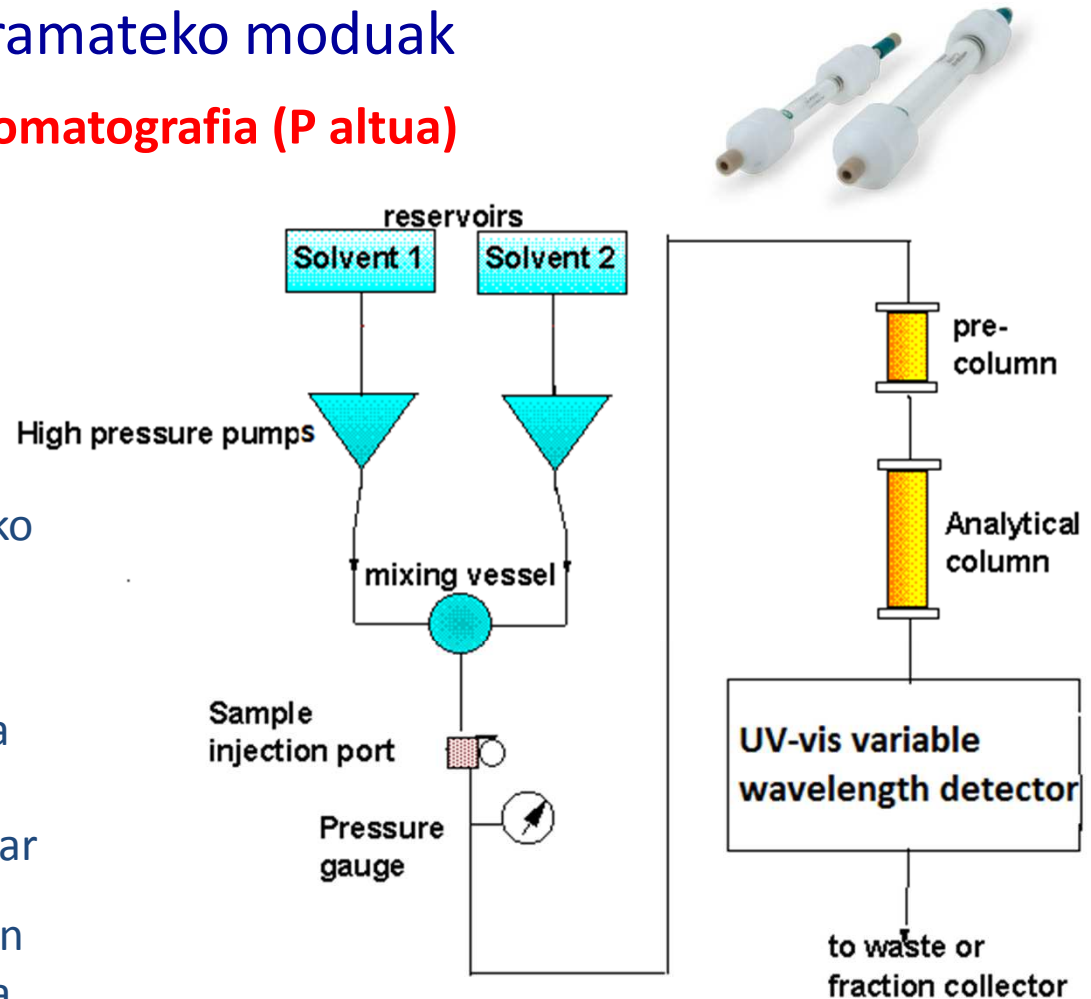 ramateko moduak
omatografia (P altua)
reservoirs
Solvent 1
Solvent 2
High pressure pumps
mixing vessel
Sample
injection port
Pressure
gauge
pre-
column
Analytical
column
UV-vis variable
wavelength detector
to waste or
fraction collector
ko
a
ar
n
a